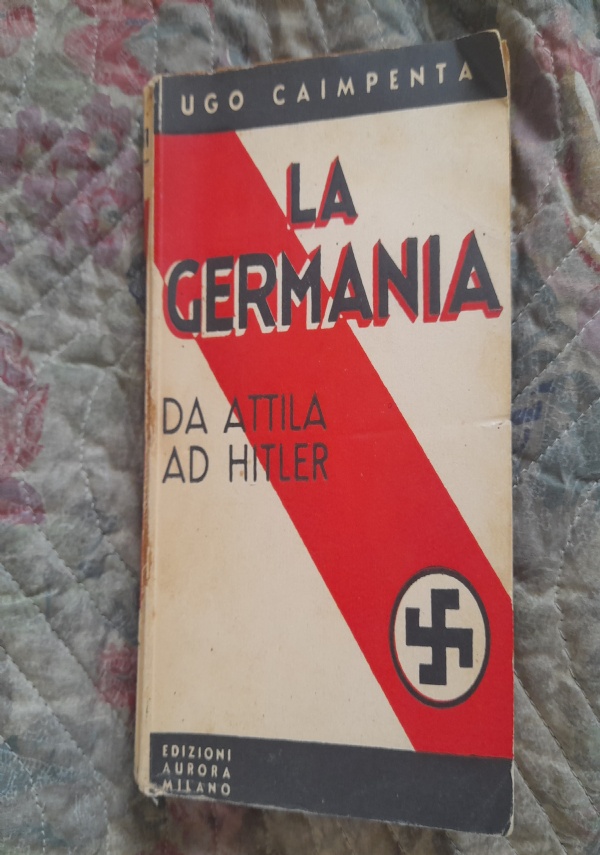 UGO CAIMPENTA
LA
GERMANIA
DA ATTILA
AD HITLER
EDIZIONI
AURORA
MILANO